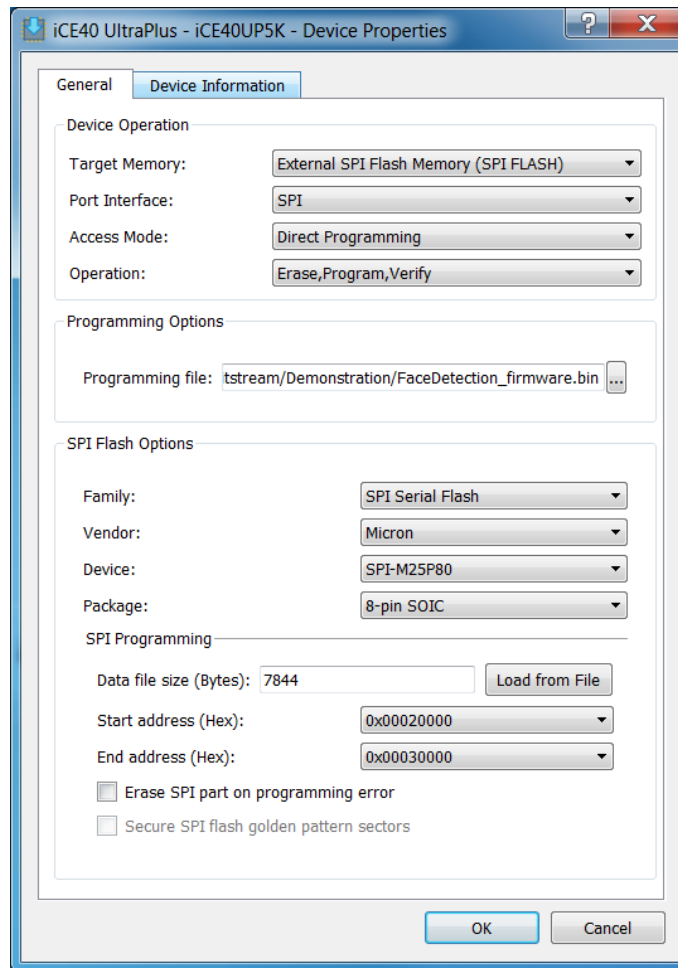 iCE40 UltraPlus - iCE40UP5K - Device Properties
General Device Information
Device Operation
Target Memory: External SPI Flash Memory (SPI FLASH)
Port Interface: SPI
Access Mode: Direct Programming
Operation: Erase,Program,Verify
Programming Options
Programming file: tstream/Demonstration/FaceDetection_firmware.bin ...
SPI Flash Options
Family: SPI Serial Flash
Vendor: Micron
Device: SPI-M25P80
Package: 8-pin SOIC
SPI Programming
Data file size (Bytes): 7844 Load from File
Start address (Hex): 0x00020000
End address (Hex): 0x00030000
Erase SPI part on programming error
Secure SPI flash golden pattern sectors
OK Cancel